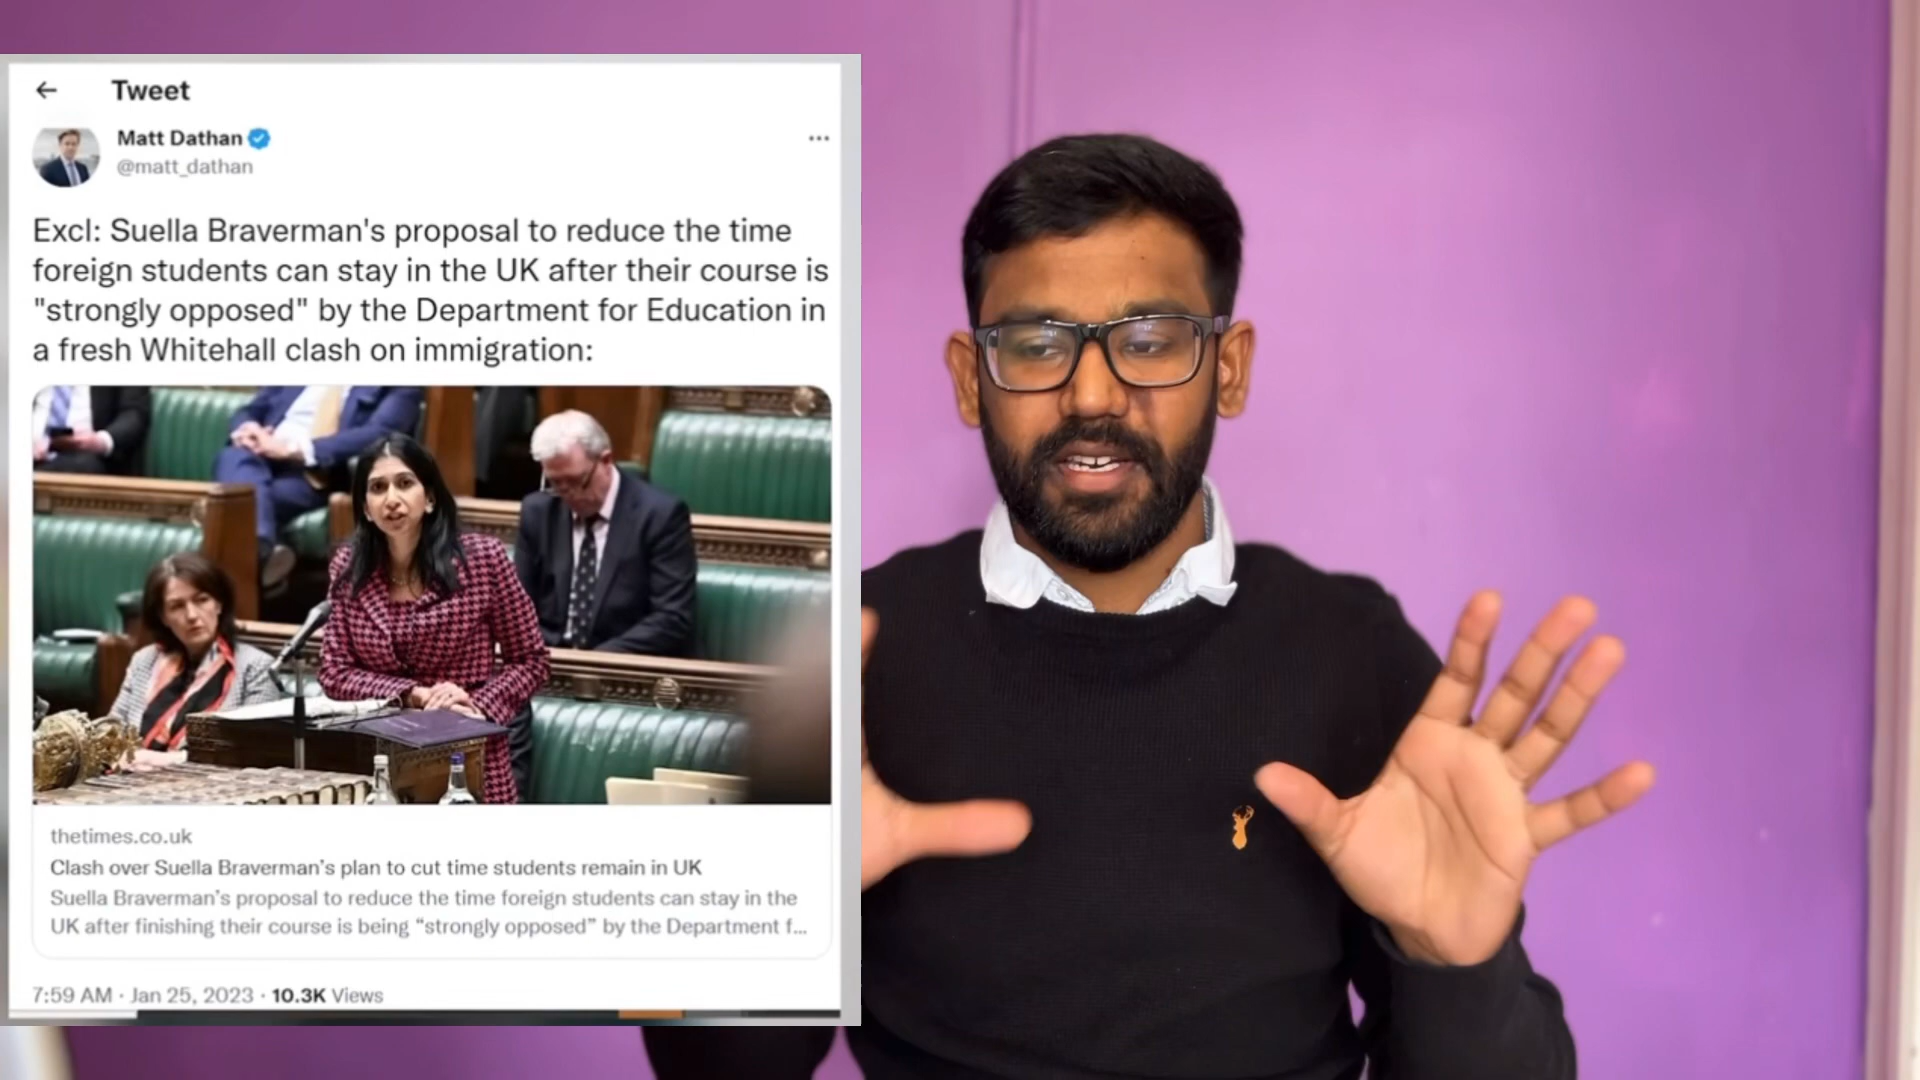 Tweet
Matt Dathan
@matt_dathan
Excl: Suella Braverman's proposal to reduce the time
foreign students can stay in the UK after their course is
"strongly opposed" by the Department for Education in
a fresh Whitehall clash on immigration:
thetimes.co.uk
Clash over Suella Braverman's plan to cut time students remain in UK
Suella Braverman's proposal to reduce the time foreign students can stay in the
UK after finishing their course is being “strongly opposed” by the Department f...
7:59 AM · Jan 25, 2023 · 10.3K Views